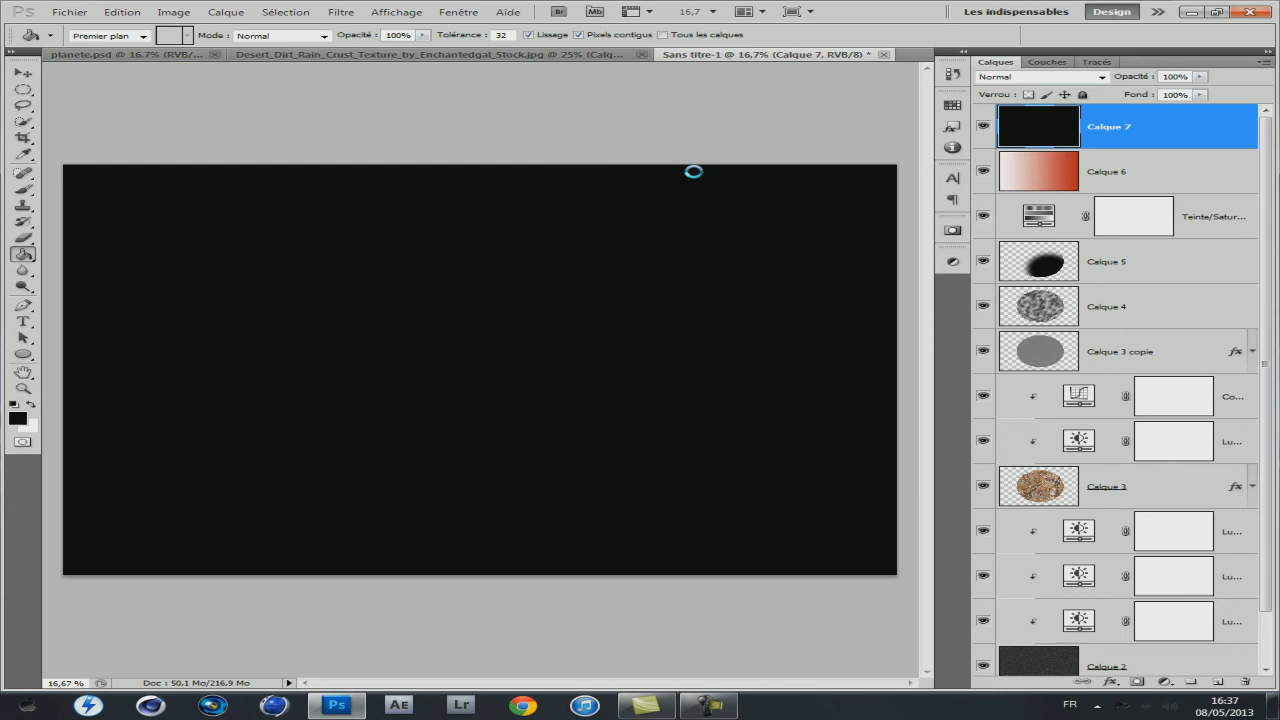 Ps Fichier Edition Image Calque Sélection Filtre Affichage Fenêtre Aide Br Mb 16,7 Les indispensables Design
Premier plan Mode : Normal Opacité : 100% Tolérance : 32 Lissage Pixels contigus Tous les calques
planete.psd @ 16,7% (RVB/... Desert_Dirt_Rain_Crust_Texture_by_Enchantedgal_Stock.jpg @ 25% (Calq... Sans titre-1 @ 16,7% (Calque 7, RVB/8) *
Calques Couches Tracés
Normal Opacité : 100%
Verrou : Fond : 100%
Calque 7
Calque 6
Teinte/Satur...
Calque 5
Calque 4
Calque 3 copie fx
Co...
Lu...
Calque 3 fx
Lu...
Lu...
Lu...
Calque 2
16,67 % Doc : 50,1 Mo/216,9 Mo
Ps Ae Lr FR 16:37
08/05/2013